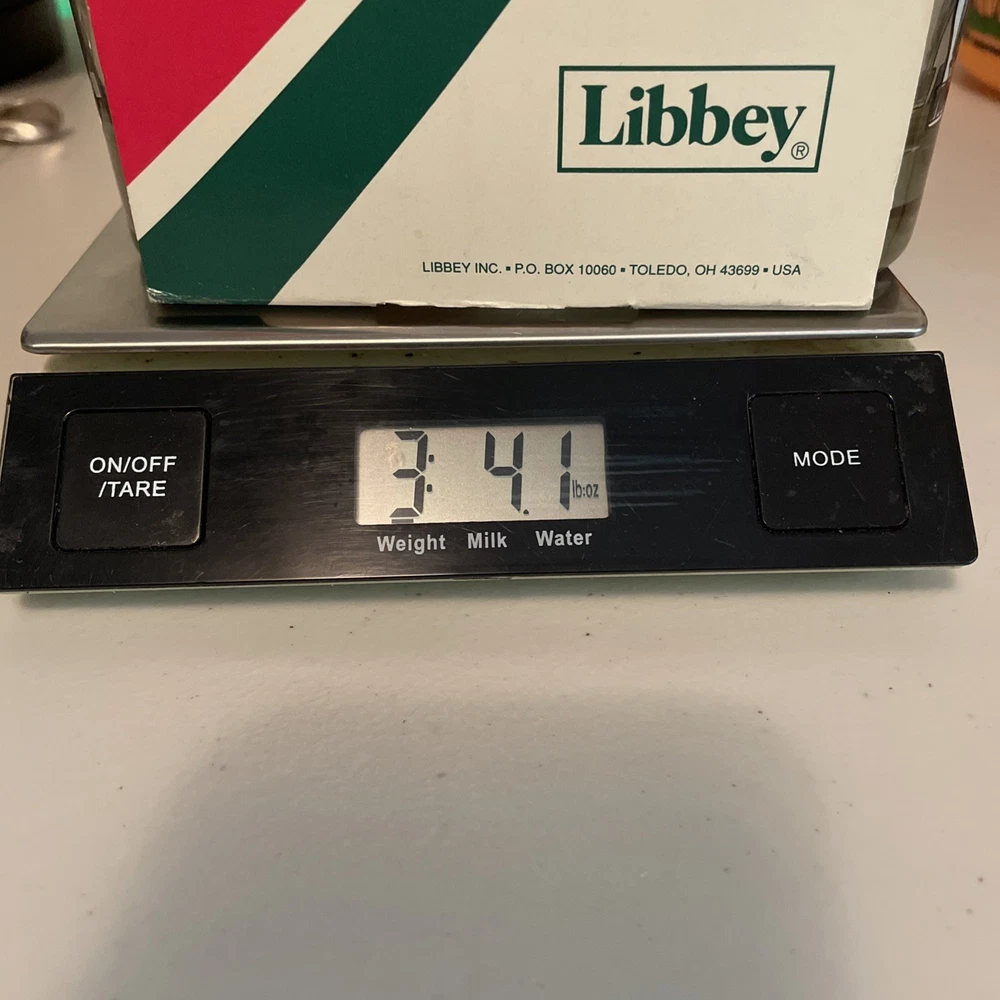 Libbey®
LIBBEY INC. ▪ P.O. BOX 10060 ▪ TOLEDO, OH 43699 ▪ USA
ON/OFF
/TARE
3: 4.1 lb:oz
MODE
Weight Milk Water